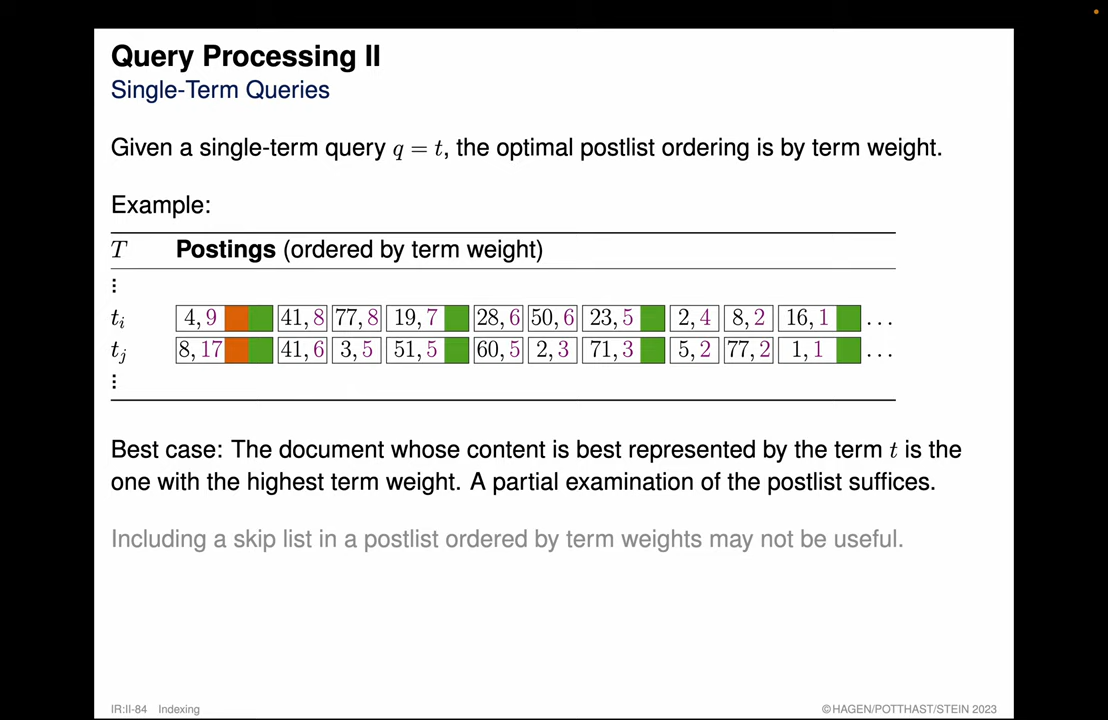 Query Processing II
Single-Term Queries
Given a single-term query q = t, the optimal postlist ordering is by term weight.
Example:
T Postings (ordered by term weight)
⋮
tᵢ 4, 9 41, 8 77, 8 19, 7 28, 6 50, 6 23, 5 2, 4 8, 2 16, 1 ...
tⱼ 8, 17 41, 6 3, 5 51, 5 60, 5 2, 3 71, 3 5, 2 77, 2 1, 1 ...
⋮
Best case: The document whose content is best represented by the term t is the
one with the highest term weight. A partial examination of the postlist suffices.
Including a skip list in a postlist ordered by term weights may not be useful.
IR:II-84 Indexing ©HAGEN/POTTHAST/STEIN 2023